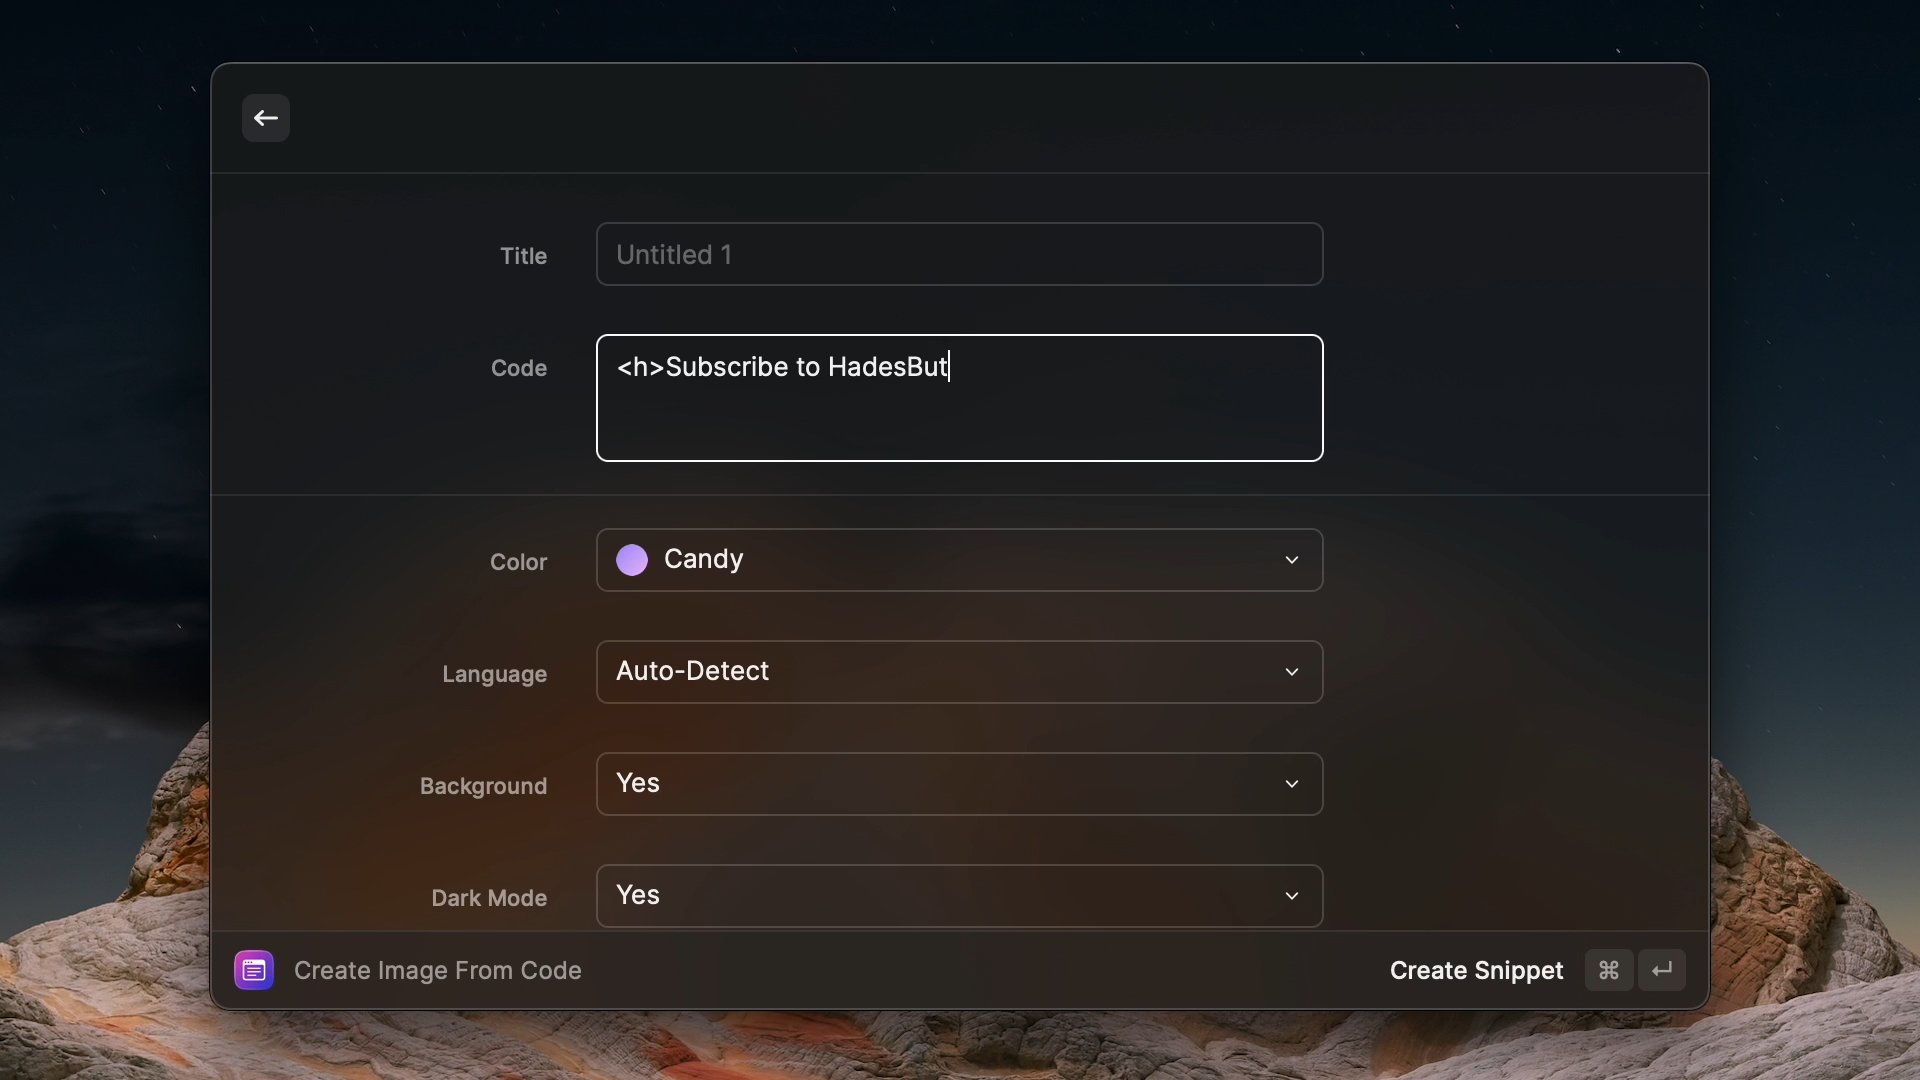 Title
Untitled 1
Code
<h>Subscribe to HadesBut
Color
Candy
Language
Auto-Detect
Background
Yes
Dark Mode
Yes
Create Image From Code
Create Snippet ⌘ ↵